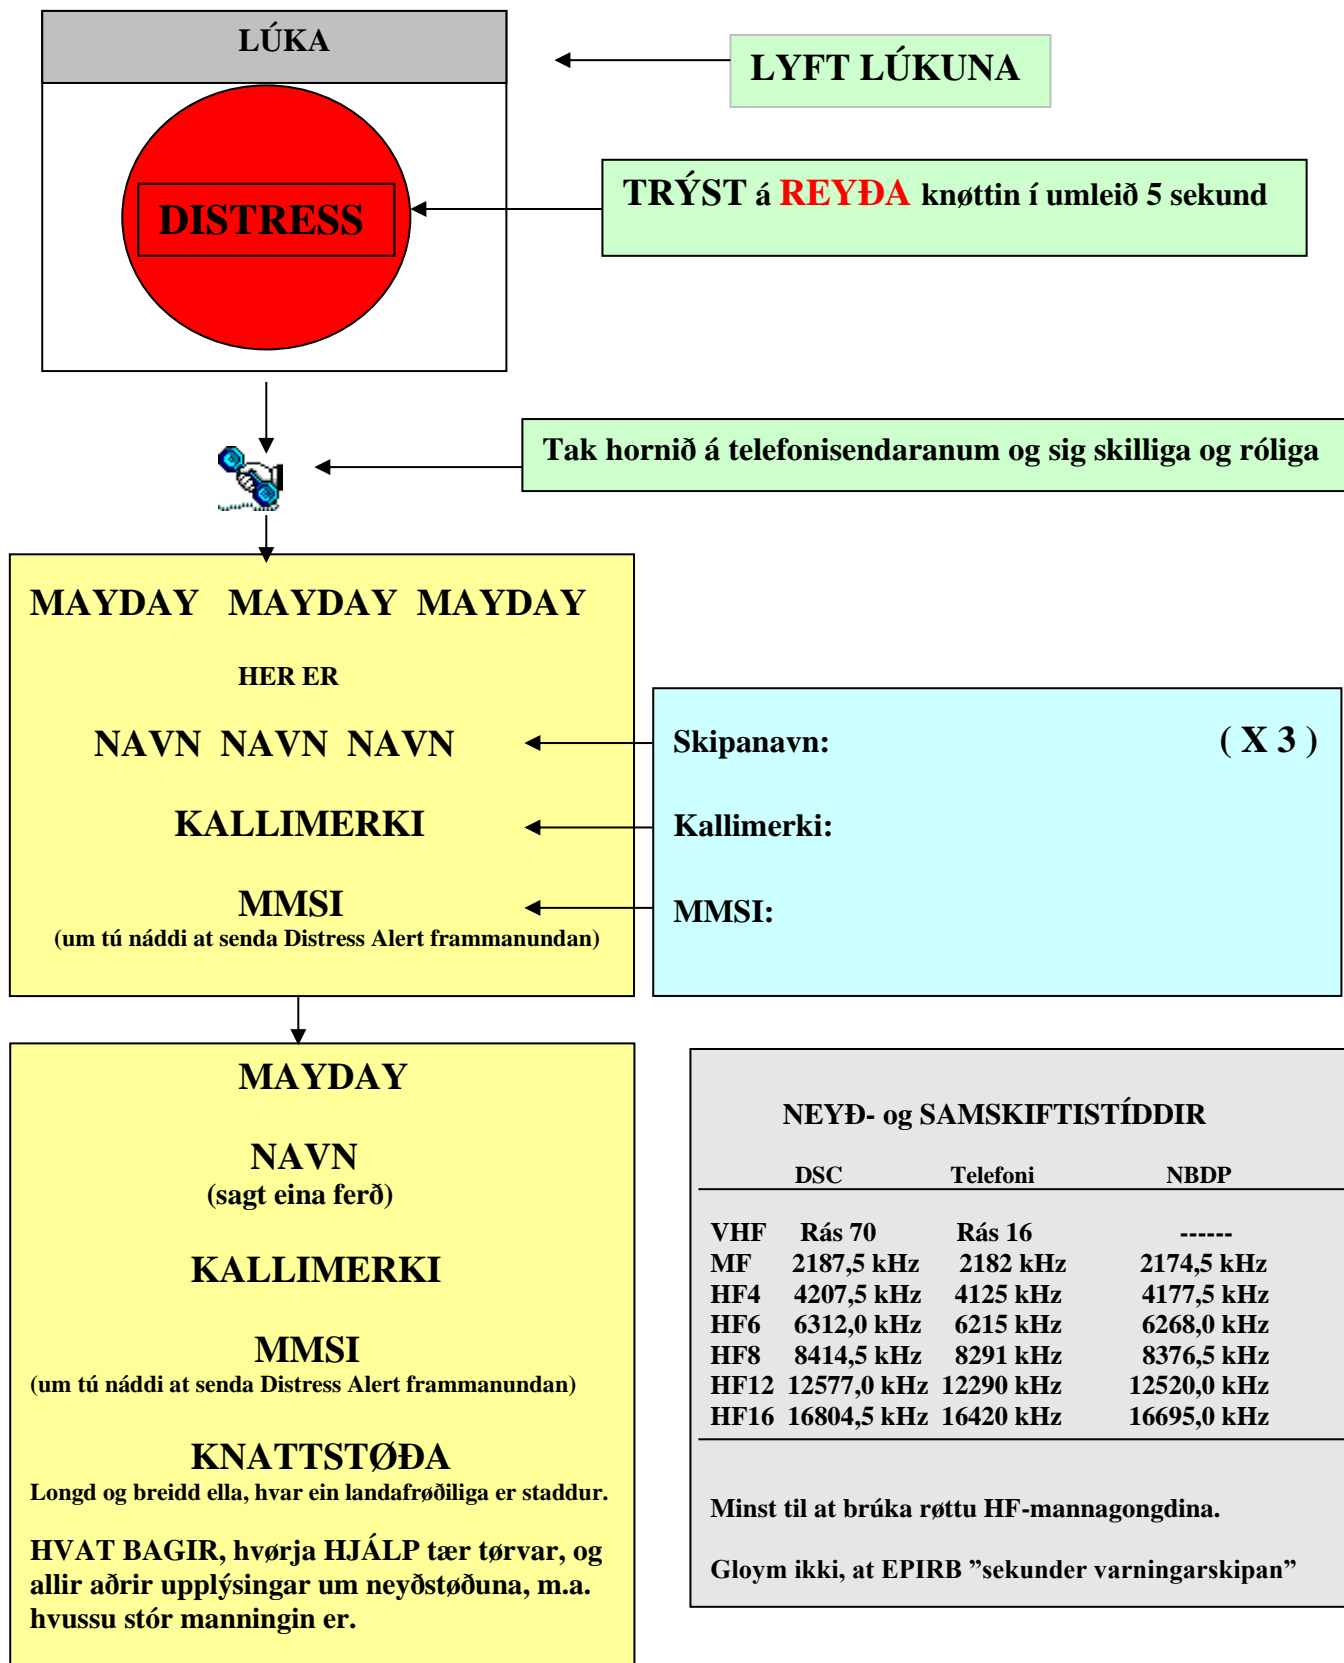 LÚKA
LYFT LÚKUNA
DISTRESS
TRÝST á REYÐA knøttin í umleið 5 sekund
Tak hornið á telefonisendaranum og sig skilliga og róliga
MAYDAY MAYDAY MAYDAY
HER ER
NAVN NAVN NAVN
KALLIMERKI
MMSI
(um tú náddi at senda Distress Alert frammanundan)
Skipanavn: ( X 3 )
Kallimerki:
MMSI:
MAYDAY
NAVN
(sagt eina ferð)
KALLIMERKI
MMSI
(um tú náddi at senda Distress Alert frammanundan)
KNATTSTØÐA
Longd og breidd ella, hvar ein landafrøðiliga er staddur.
HVAT BAGIR, hvørja HJÁLP tær tørvar, og
allir aðrir upplýsingar um neyðstøðuna, m.a.
hvussu stór manningin er.
NEYÐ- og SAMSKIFTISTÍDDIR
DSC Telefoni NBDP
VHF Rás 70 Rás 16 ------
MF 2187,5 kHz 2182 kHz 2174,5 kHz
HF4 4207,5 kHz 4125 kHz 4177,5 kHz
HF6 6312,0 kHz 6215 kHz 6268,0 kHz
HF8 8414,5 kHz 8291 kHz 8376,5 kHz
HF12 12577,0 kHz 12290 kHz 12520,0 kHz
HF16 16804,5 kHz 16420 kHz 16695,0 kHz
Minst til at brúka røttu HF-mannagongdina.
Gloym ikki, at EPIRB ”sekunder varningarskipan”